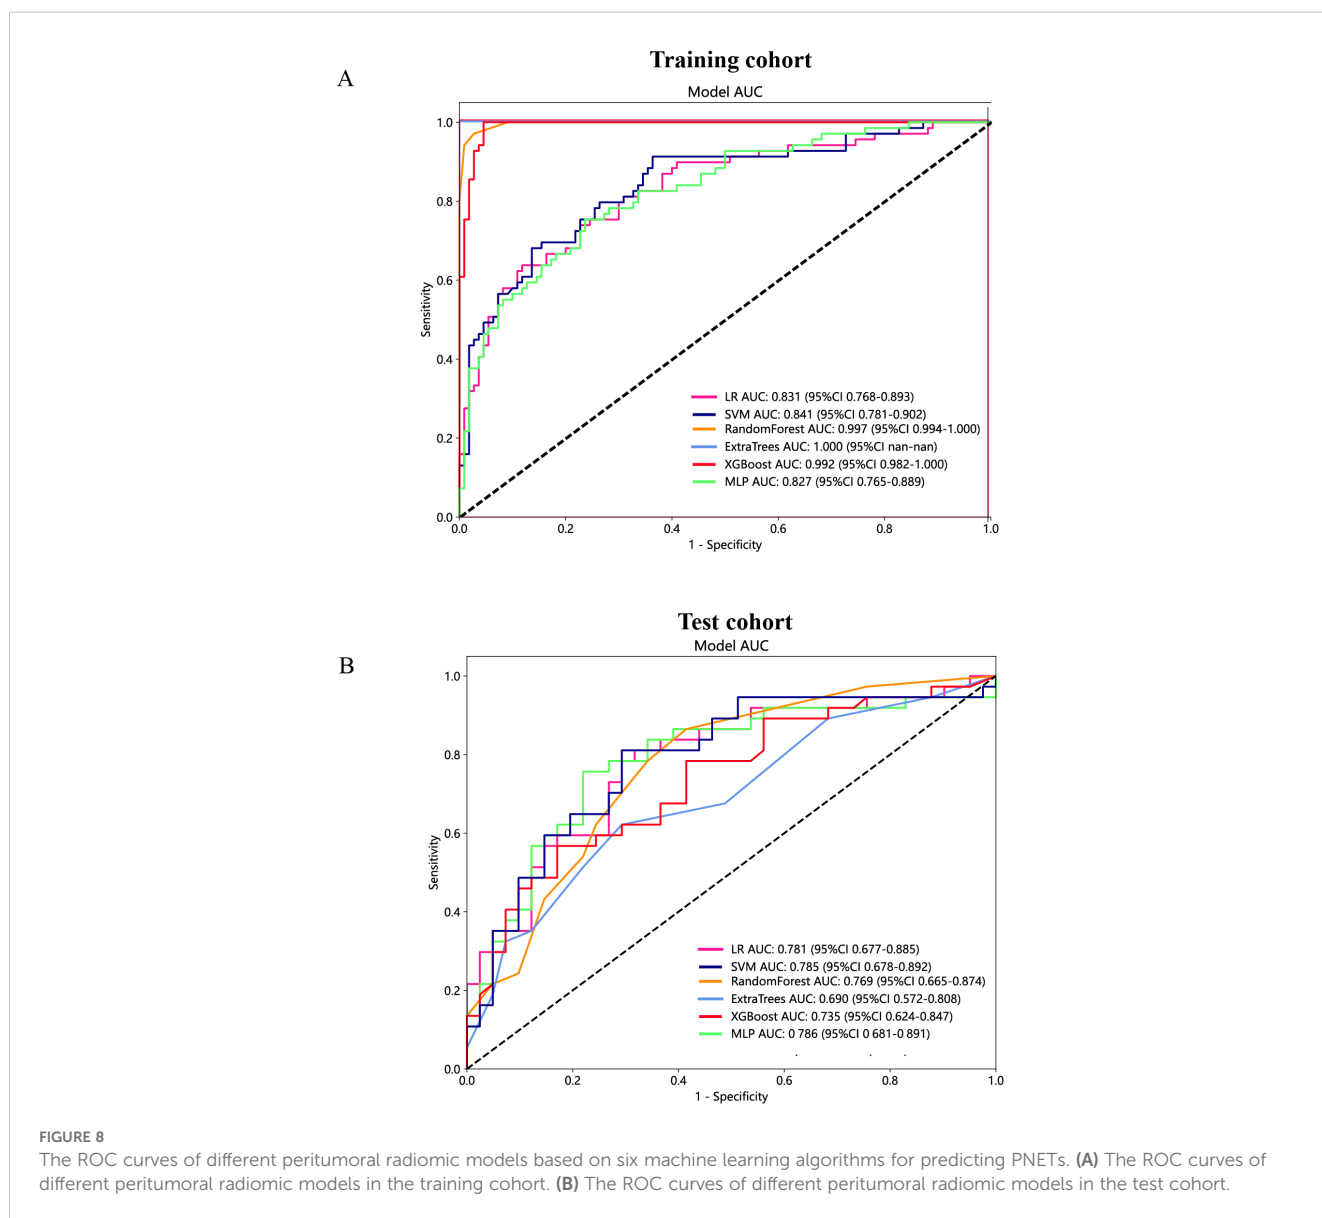 Training cohort
A
Model AUC
1.0
0.8
0.6
0.4
0.2
0.0
Sensitivity
LR AUC: 0.831 (95%CI 0.768-0.893)
SVM AUC: 0.841 (95%CI 0.781-0.902)
RandomForest AUC: 0.997 (95%CI 0.994-1.000)
ExtraTrees AUC: 1.000 (95%CI nan-nan)
XGBoost AUC: 0.992 (95%CI 0.982-1.000)
MLP AUC: 0.827 (95%CI 0.765-0.889)
0.0 0.2 0.4 0.6 0.8 1.0
1 - Specificity
Test cohort
Model AUC
B
1.0
0.8
0.6
0.4
0.2
0.0
Sensitivity
LR AUC: 0.781 (95%CI 0.677-0.885)
SVM AUC: 0.785 (95%CI 0.678-0.892)
RandomForest AUC: 0.769 (95%CI 0.665-0.874)
ExtraTrees AUC: 0.690 (95%CI 0.572-0.808)
XGBoost AUC: 0.735 (95%CI 0.624-0.847)
MLP AUC: 0 786 (95%CI 0 681-0 891)
0.0 0.2 0.4 0.6 0.8 1.0
1 - Specificity
FIGURE 8
The ROC curves of different peritumoral radiomic models based on six machine learning algorithms for predicting PNETs. (A) The ROC curves of
different peritumoral radiomic models in the training cohort. (B) The ROC curves of different peritumoral radiomic models in the test cohort.